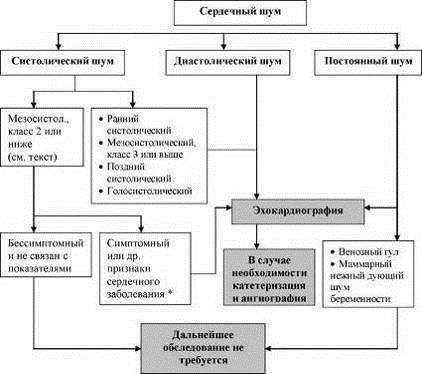 Сердечный шум
Систолический шум
Диастолический шум
Постоянный шум
Мезосистол.,
класс 2 или
ниже
(см. текст)
• Ранний
систолический
• Мезосистолический,
класс 3 или выше
• Поздний
систолический
• Голосистолический
Эхокардиография
Бессимптомный
и не связан с
показателями
Симптомный
или др.
признаки
сердечного
заболевания *
В случае
необходимости
катетеризация
и ангиография
• Венозный гул
• Маммарный
нежный дующий
шум
беременности
Дальнейшее
обследование не
требуется